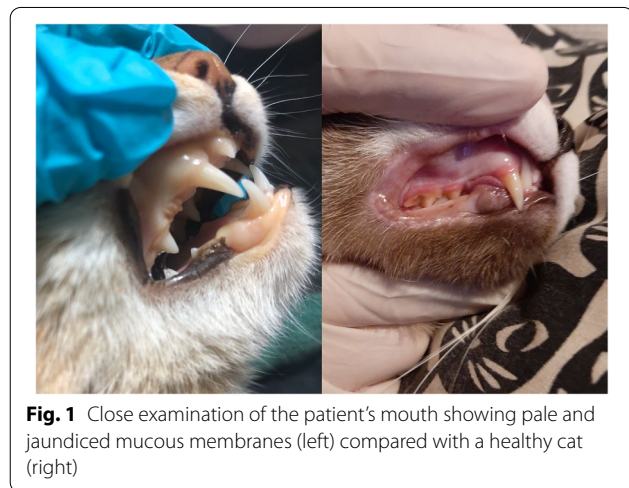 Fig. 1 Close examination of the patient's mouth showing pale and
jaundiced mucous membranes (left) compared with a healthy cat
(right)